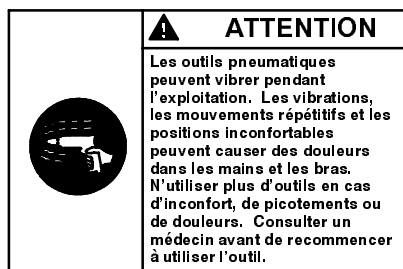 ATTENTION
Les outils pneumatiques
peuvent vibrer pendant
l'exploitation. Les vibrations,
les mouvements répétitifs et les
positions inconfortables
peuvent causer des douleurs
dans les mains et les bras.
N'utiliser plus d'outils en cas
d'inconfort, de picotements ou
de douleurs. Consulter un
médecin avant de recommencer
à utiliser l'outil.